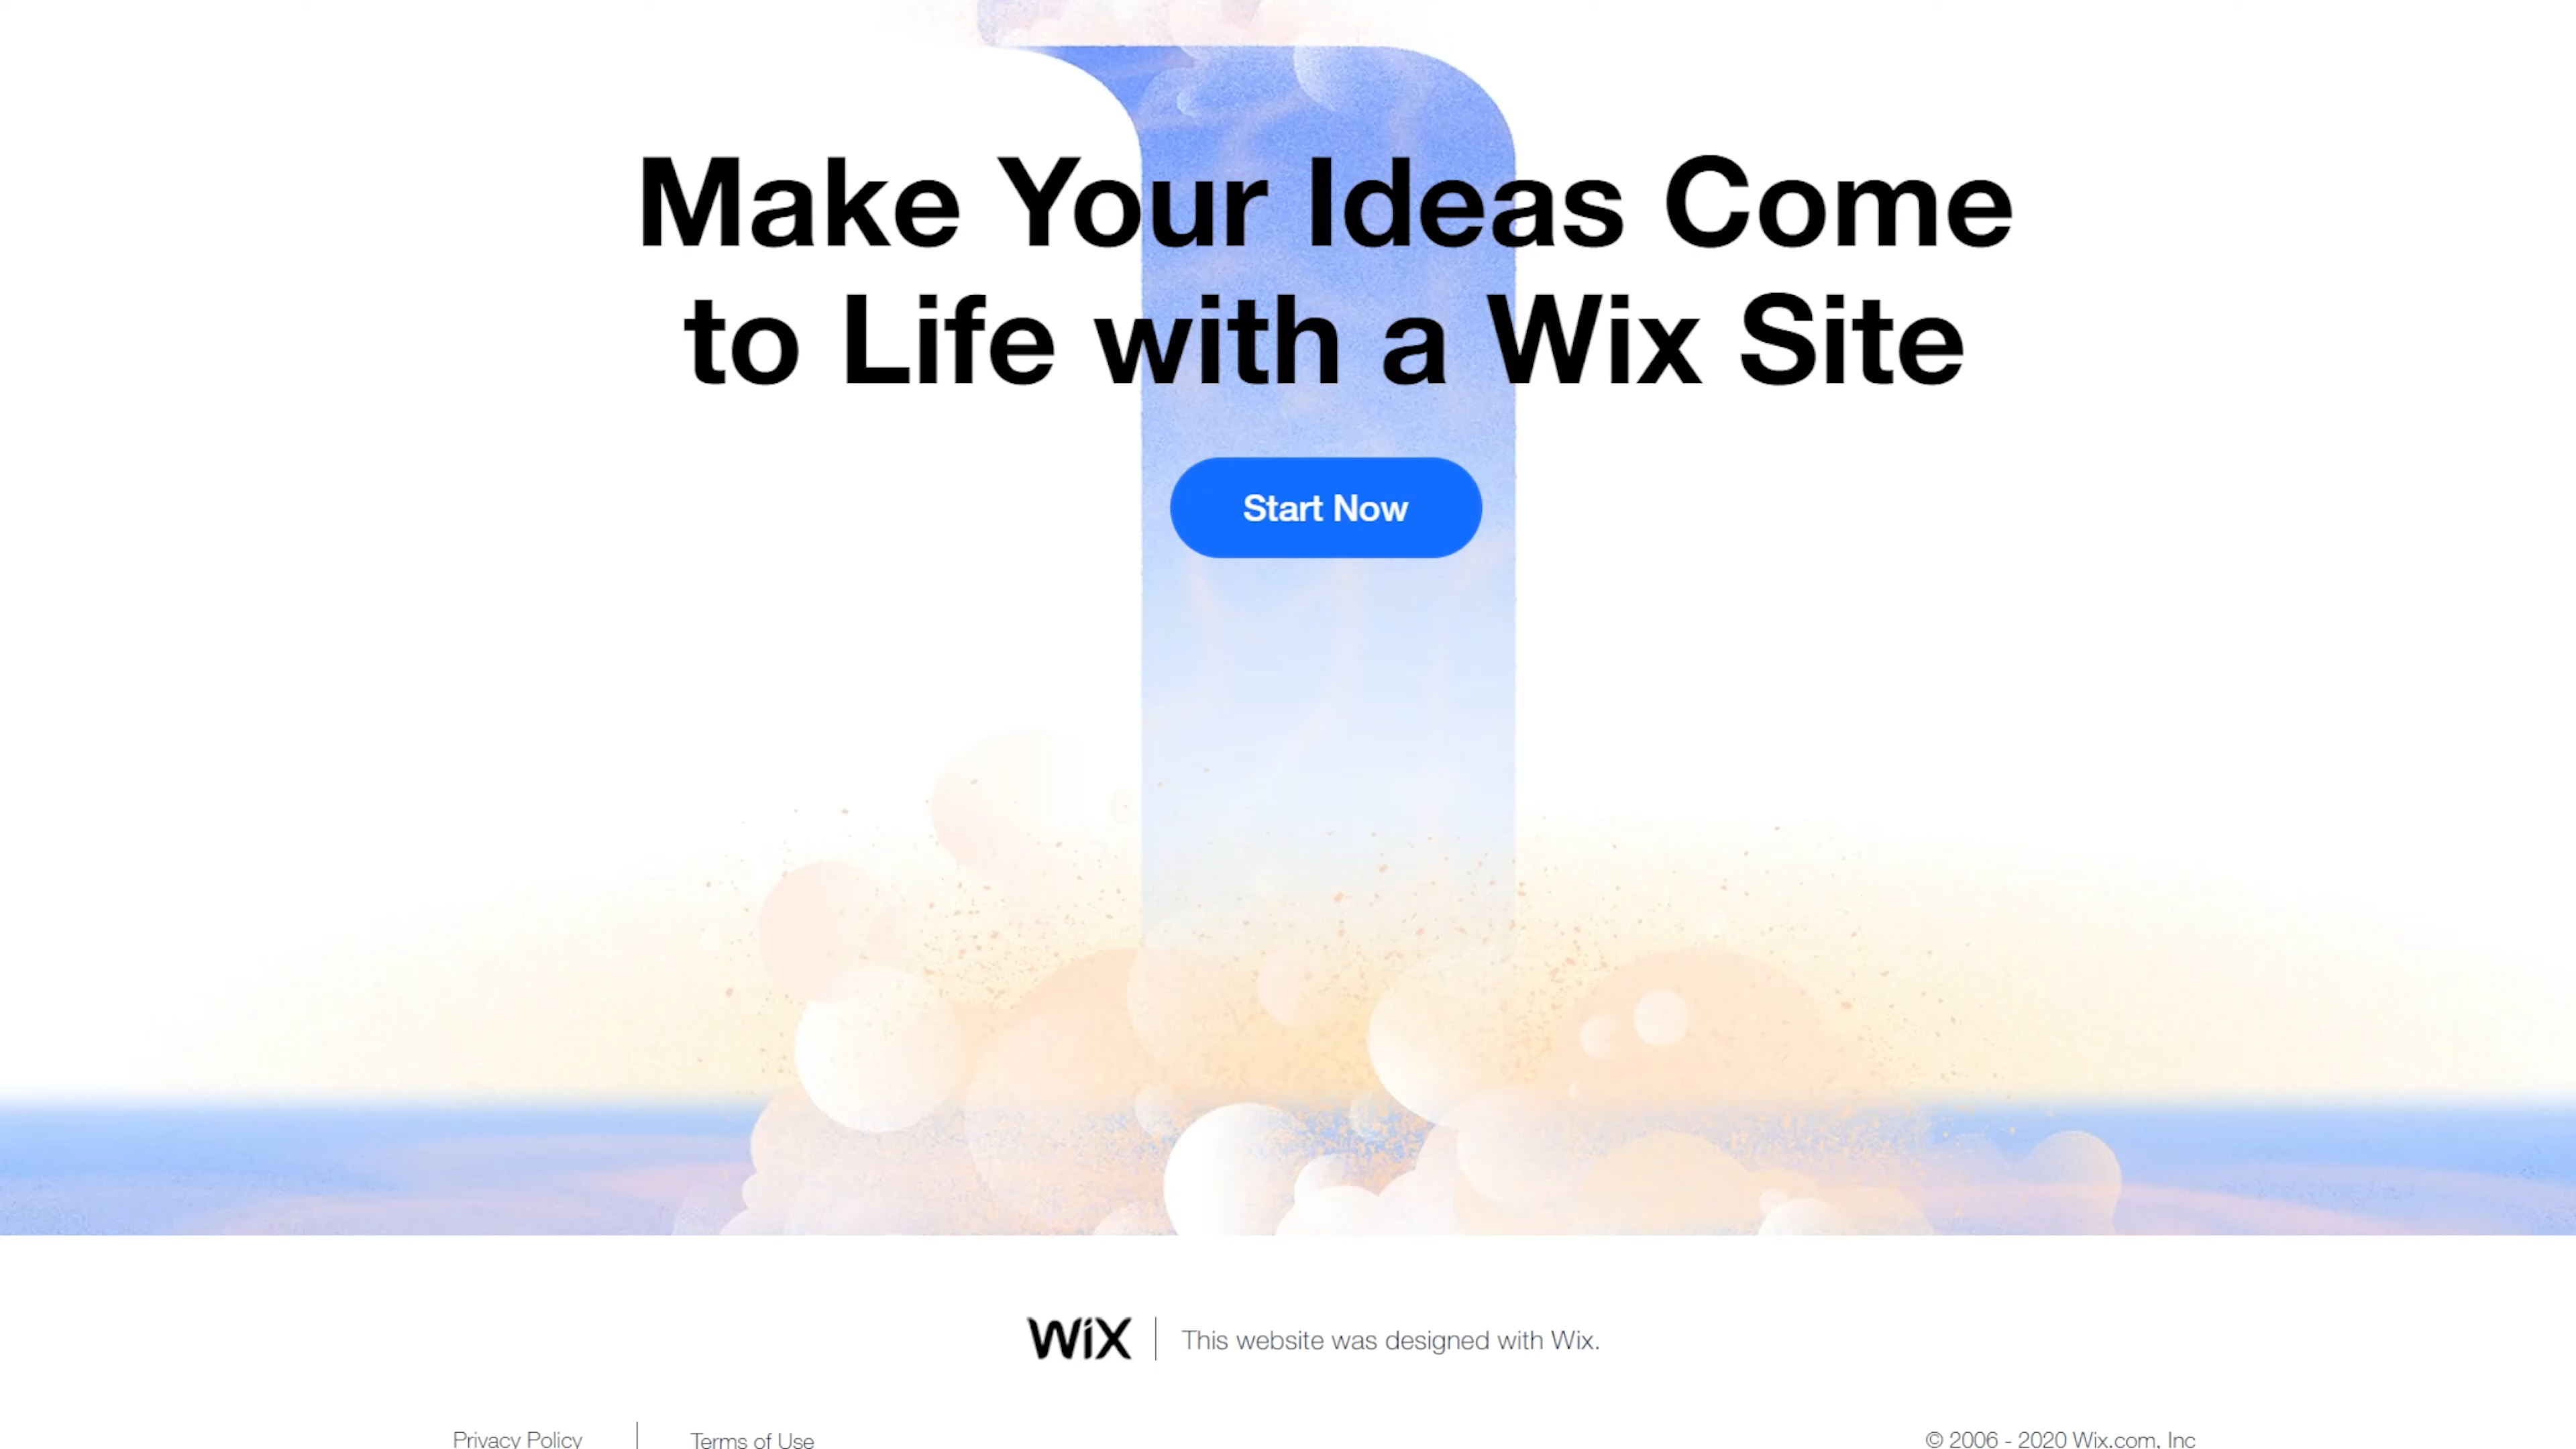 Make Your Ideas Come
to Life with a Wix Site
Start Now
WiX
This website was designed with Wix.
Privacy Policy
Terms of Use
© 2006 - 2020 Wix.com, Inc